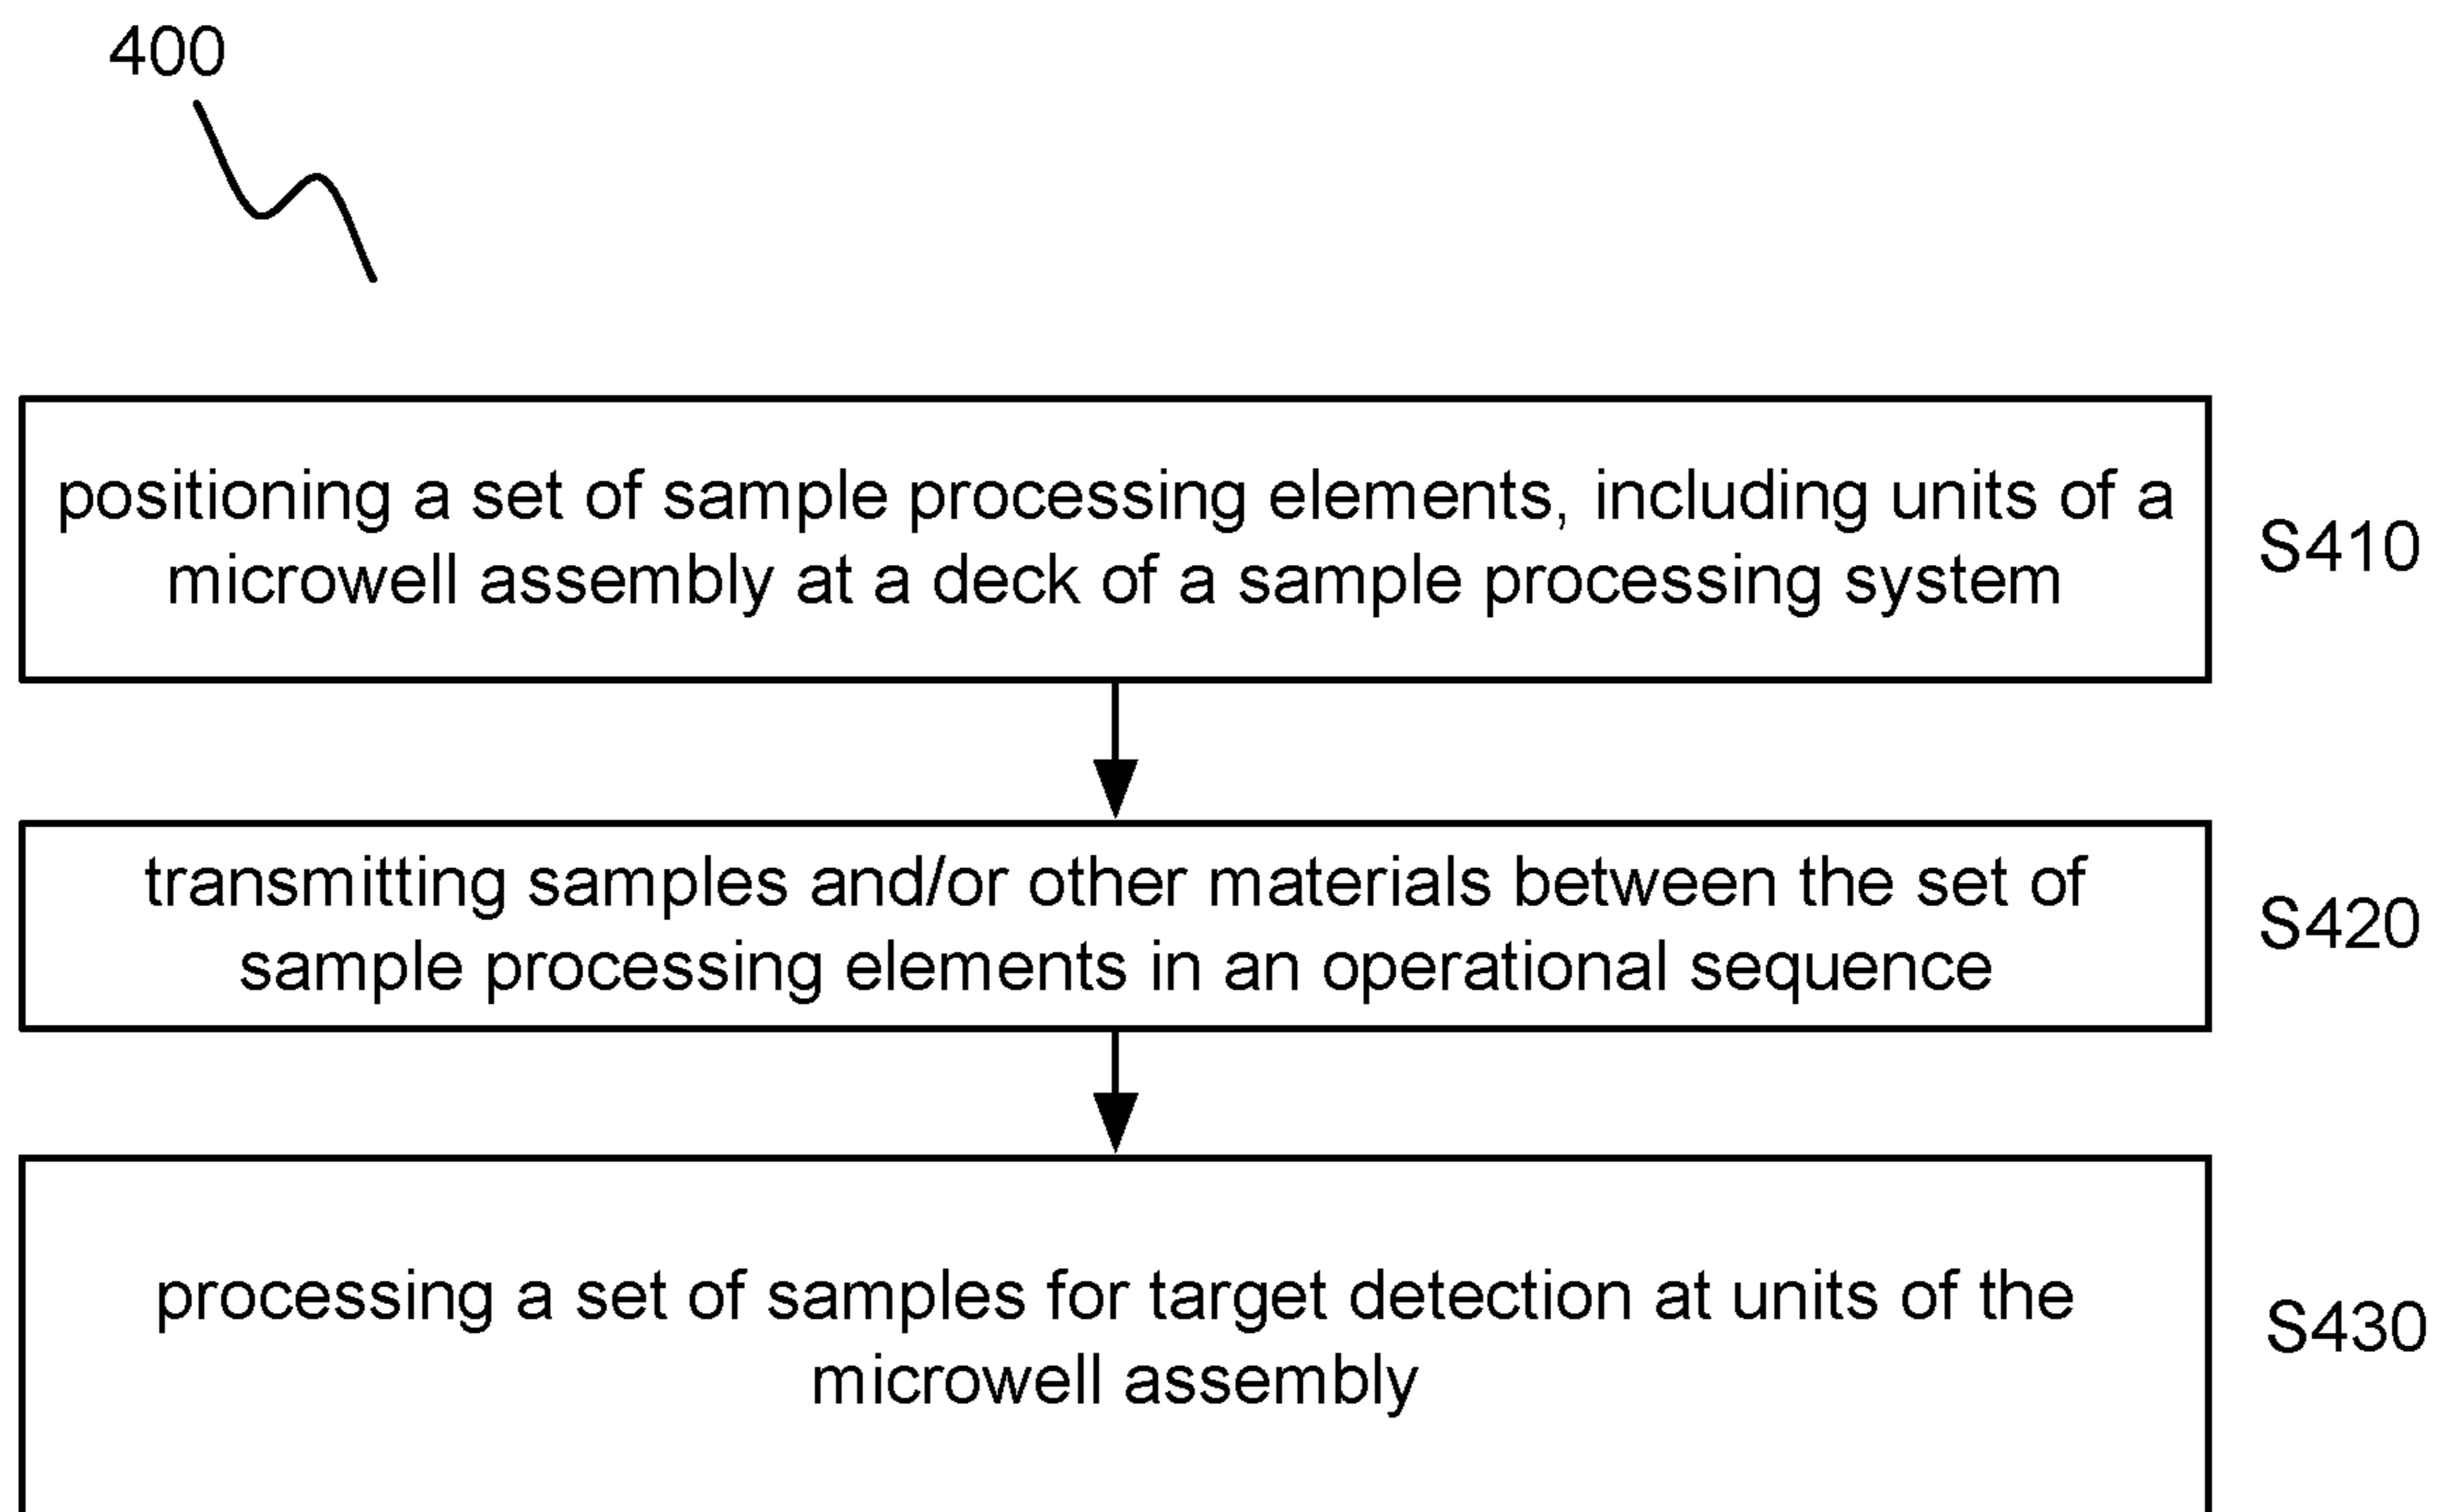 400
positioning a set of sample processing elements, including units of a
microwell assembly at a deck of a sample processing system
S410
transmitting samples and/or other materials between the set of
sample processing elements in an operational sequence
S420
processing a set of samples for target detection at units of the
microwell assembly
S430